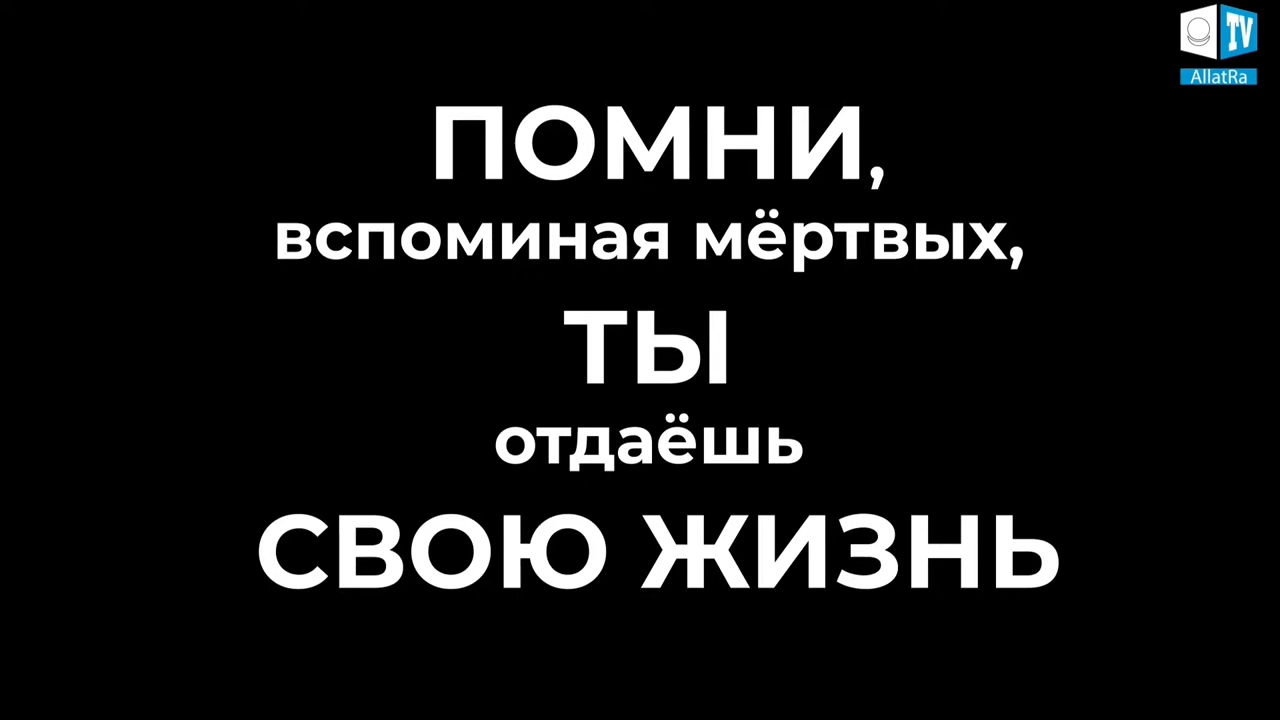 TV
AllatRa
ПОМНИ,
вспоминая мёртвых,
ТЫ
отдаёшь
СВОЮ ЖИЗНЬ